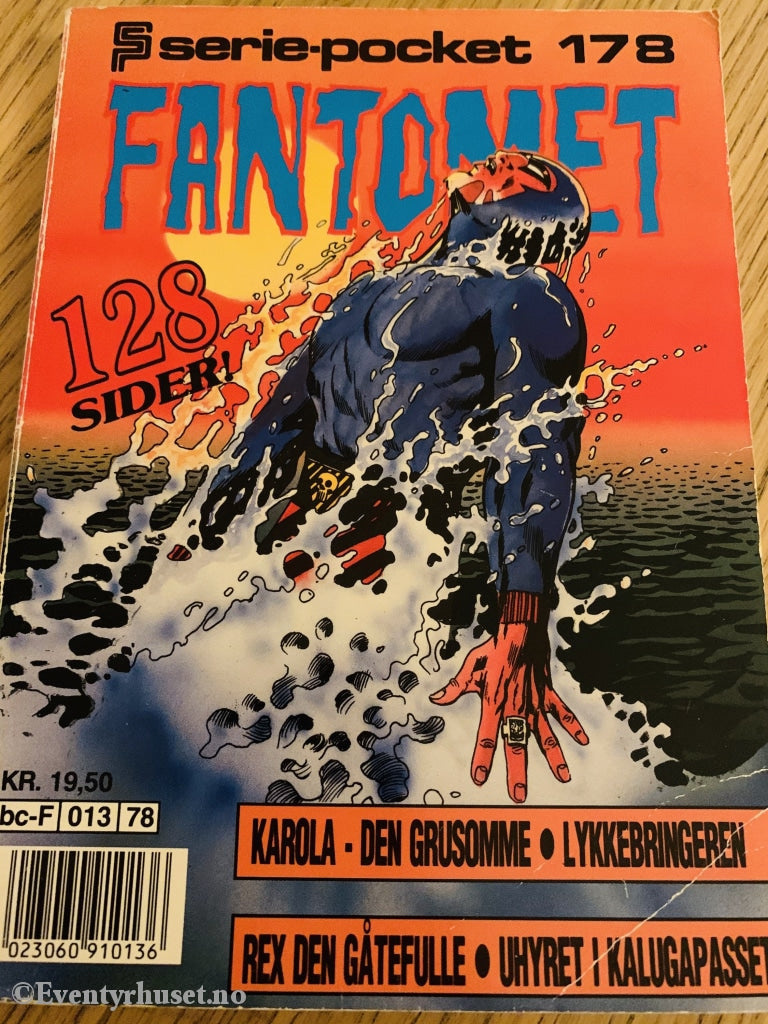 SP serie-pocket 178
FANTOMET
128
SIDER!
KR. 19,50
bc-F 013 78
KAROLA - DEN GRUSOMME • LYKKEBRINGEREN
REX DEN GÅTEFULLE • UHYRET I KALUGAPASSET
023060 910136
©Eventyrhuset.no